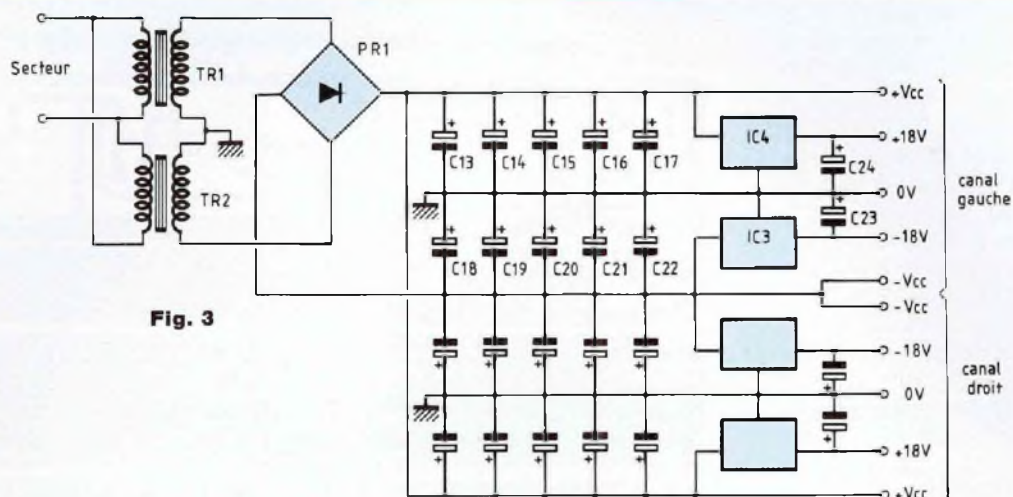 Secteur
TR1
TR2
PR1
Fig. 3
+
C13
+
C14
+
C15
+
C16
+
C17
+
C18
+
C19
+
C20
+
C21
+
C22
IC4
IC3
+
C24
+
C23
+Vcc
+18V
0V
-18V
-Vcc
canal
gauche
-Vcc
-18V
0V
+18V
+Vcc
canal
droit
+
+
+
+
+
+
+
+
+
+
+
+